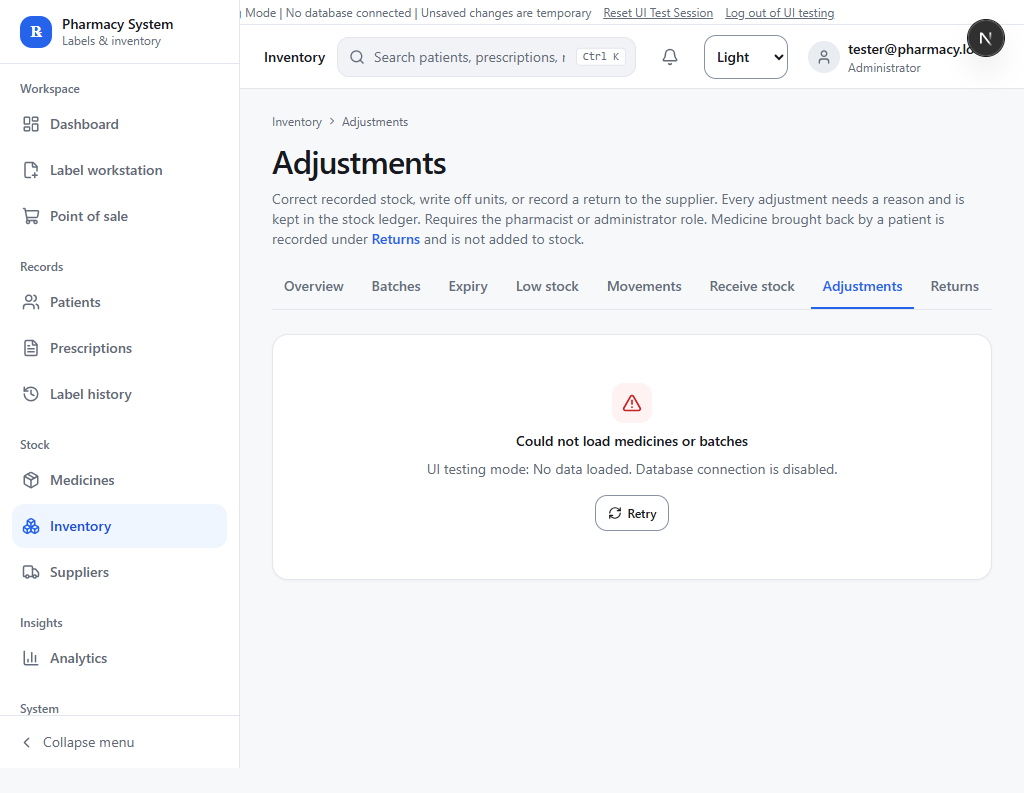 Pharmacy System
Labels & inventory
Workspace
Dashboard
Label workstation
Point of sale
Records
Patients
Prescriptions
Label history
Stock
Medicines
Inventory
Suppliers
Insights
Analytics
System
Collapse menu
Mode | No database connected | Unsaved changes are temporary Reset UI Test Session Log out of UI testing
Inventory
Search patients, prescriptions,
Ctrl K
Light
tester@pharmacy.lo
Administrator
N
Inventory > Adjustments
Adjustments
Correct recorded stock, write off units, or record a return to the supplier. Every adjustment needs a reason and is
kept in the stock ledger. Requires the pharmacist or administrator role. Medicine brought back by a patient is
recorded under Returns and is not added to stock.
Overview Batches Expiry Low stock Movements Receive stock Adjustments Returns
Could not load medicines or batches
UI testing mode: No data loaded. Database connection is disabled.
Retry